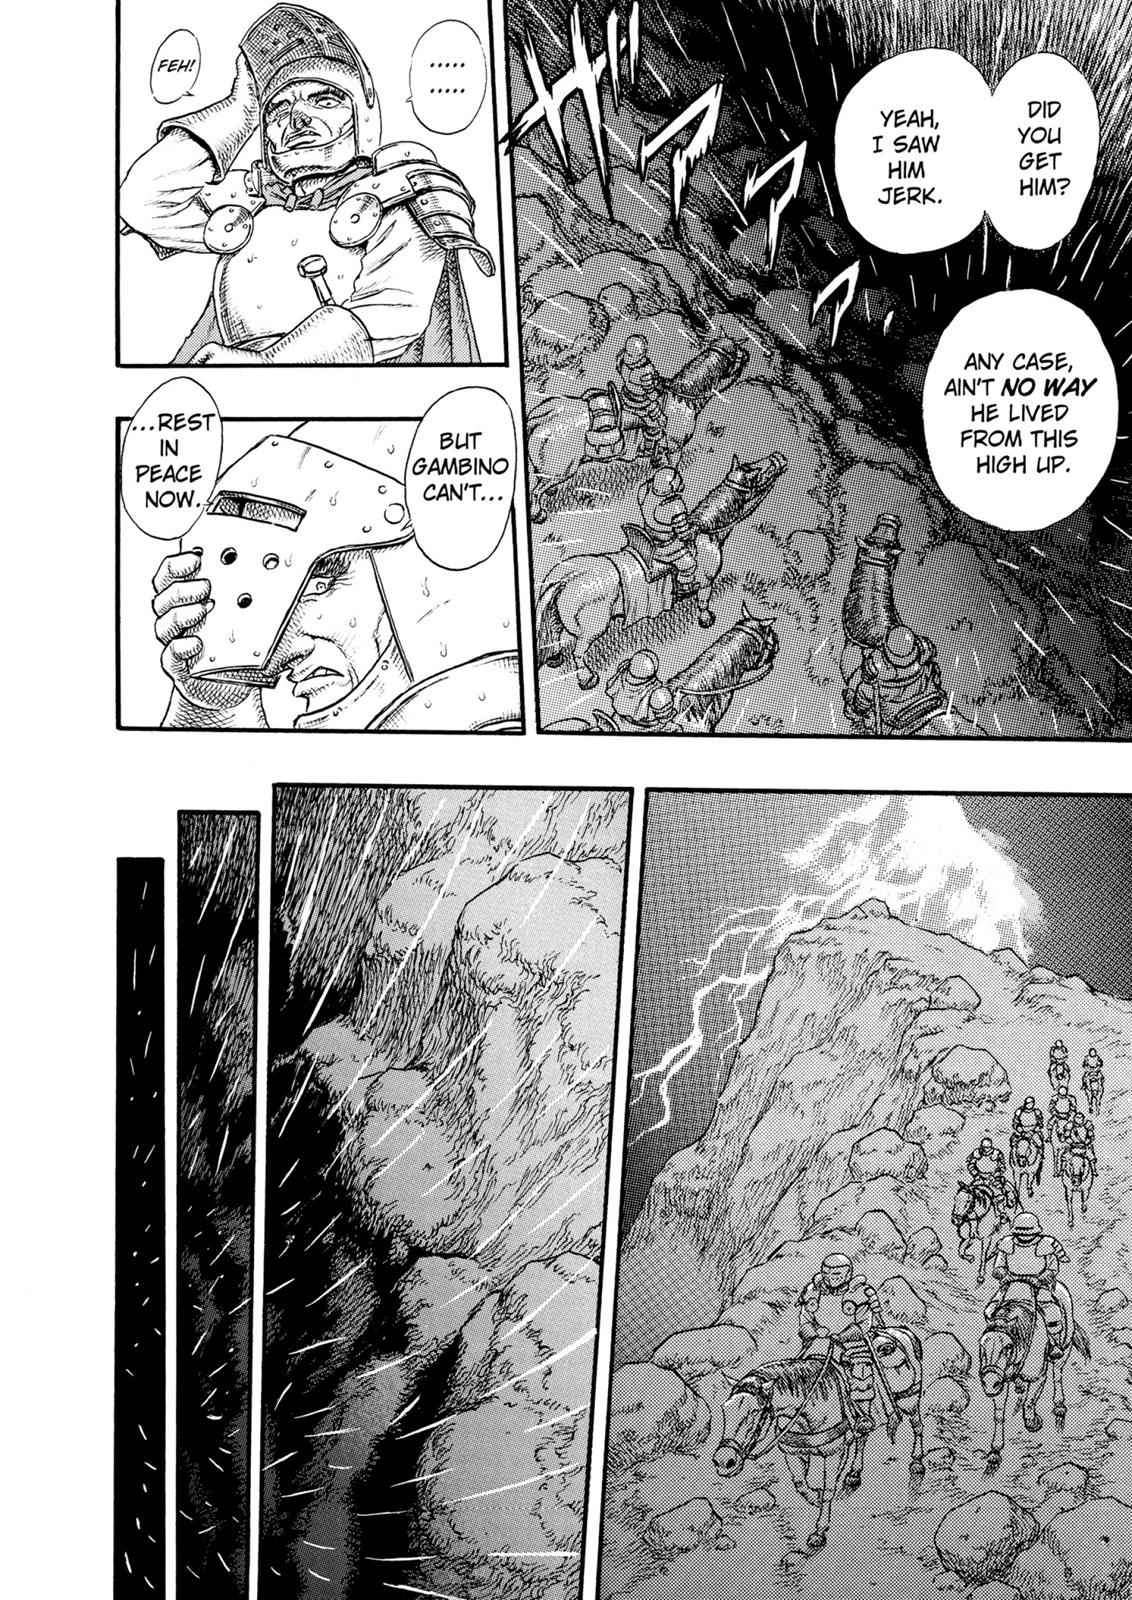 DID
YOU
GET
HIM?
YEAH,
I SAW
HIM
JERK.
ANY CASE,
AIN'T NO WAY
HE LIVED
FROM THIS
HIGH UP.
.....
.....
FEH!
BUT
GAMBINO
CAN'T...
...REST
IN
PEACE
NOW.